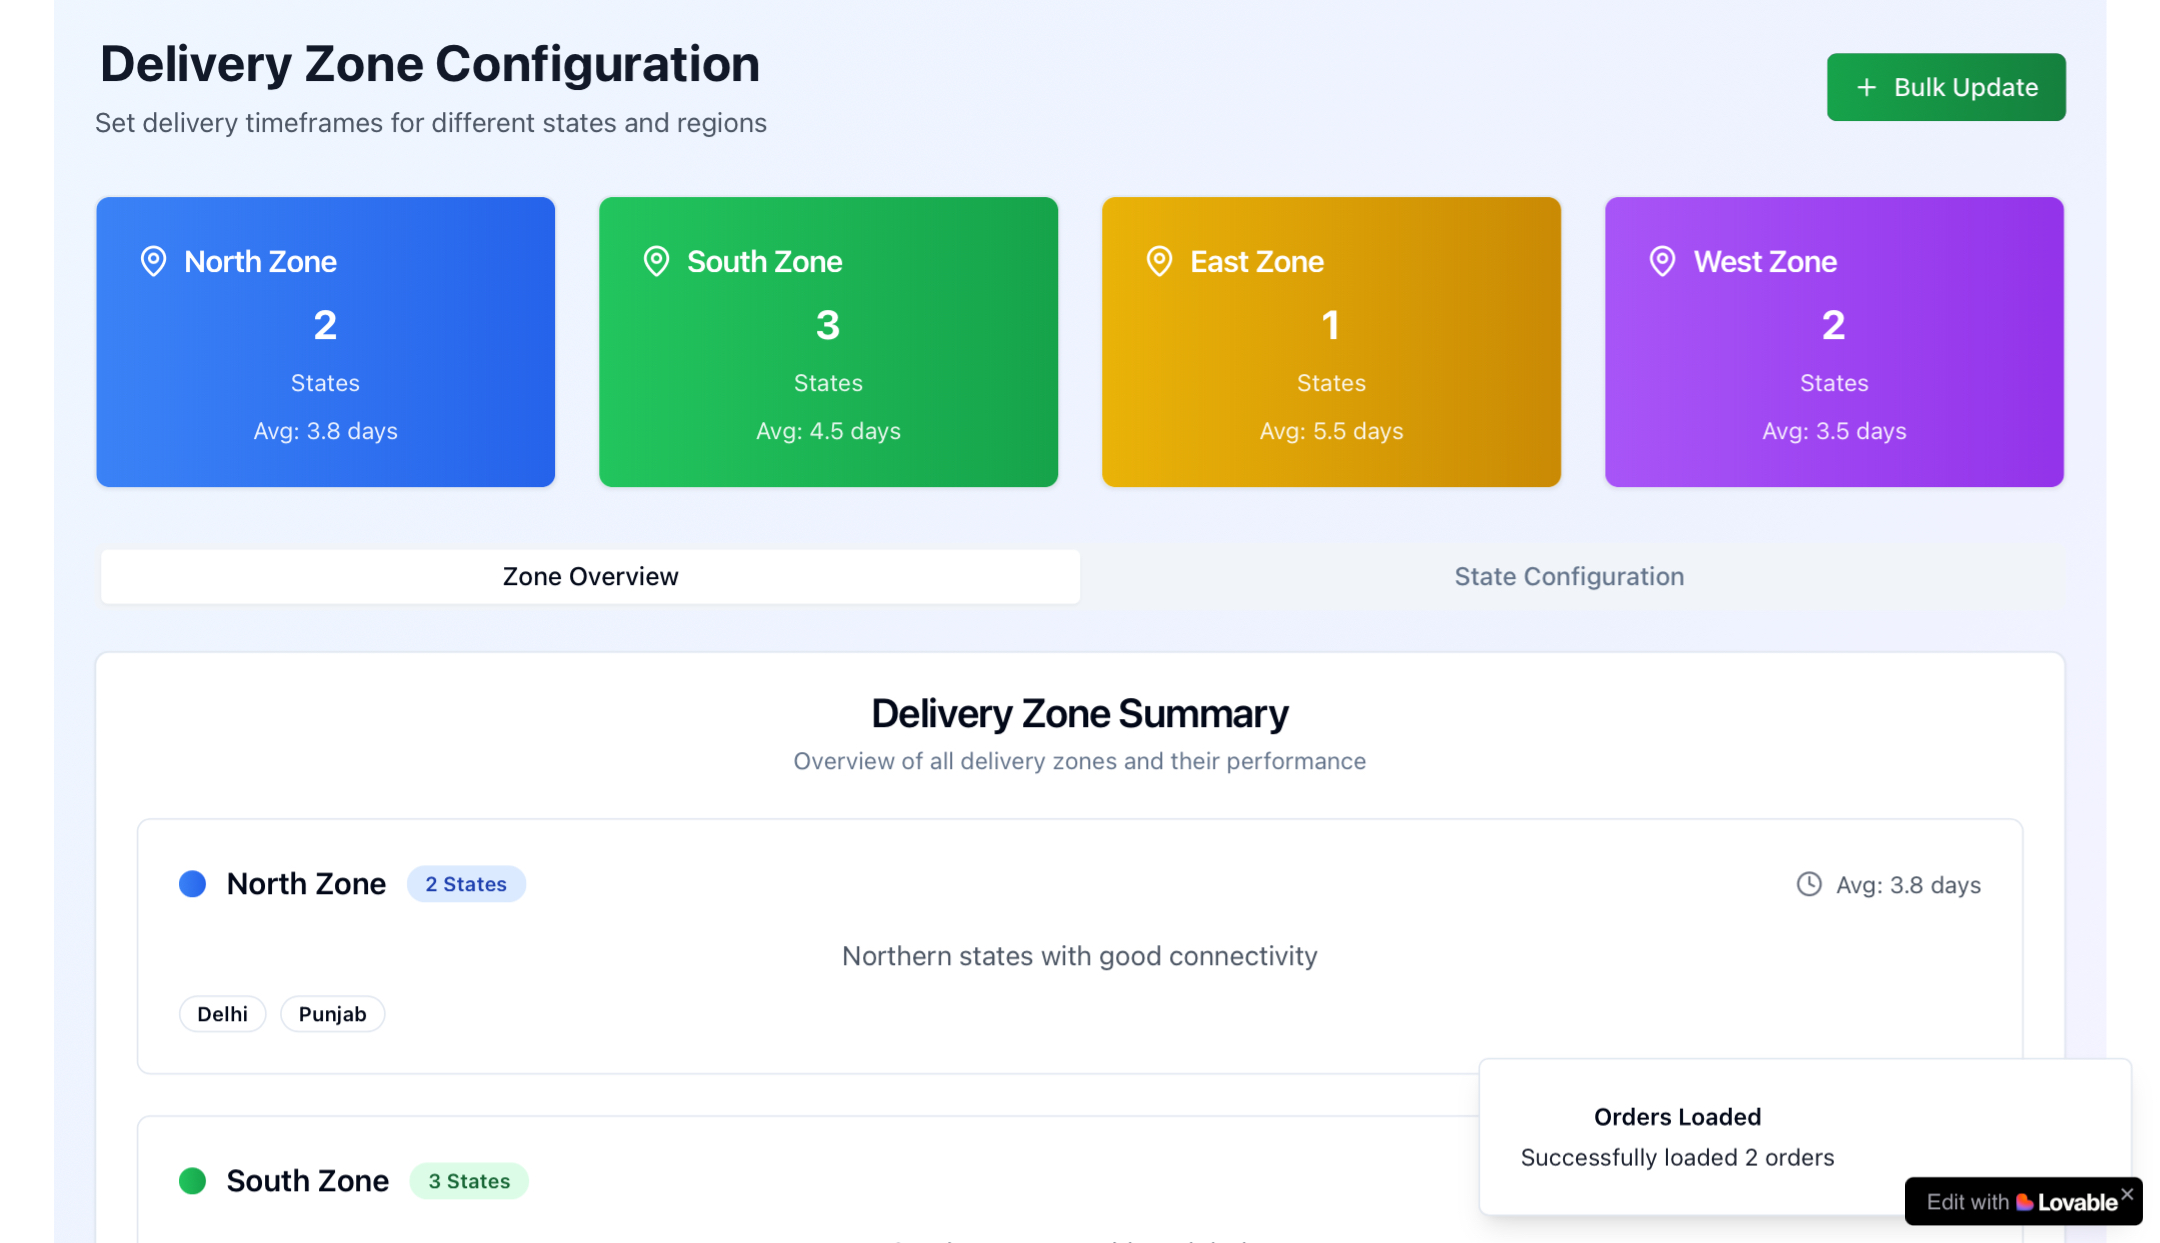 Delivery Zone Configuration
Set delivery timeframes for different states and regions
Bulk Update
North Zone
2
States
Avg: 3.8 days
South Zone
3
States
Avg: 4.5 days
East Zone
1
States
Avg: 5.5 days
West Zone
2
States
Avg: 3.5 days
Zone Overview
State Configuration
Delivery Zone Summary
Overview of all delivery zones and their performance
North Zone
2 States
Avg: 3.8 days
Northern states with good connectivity
Delhi
Punjab
South Zone
3 States
Orders Loaded
Successfully loaded 2 orders
Edit with Lovable